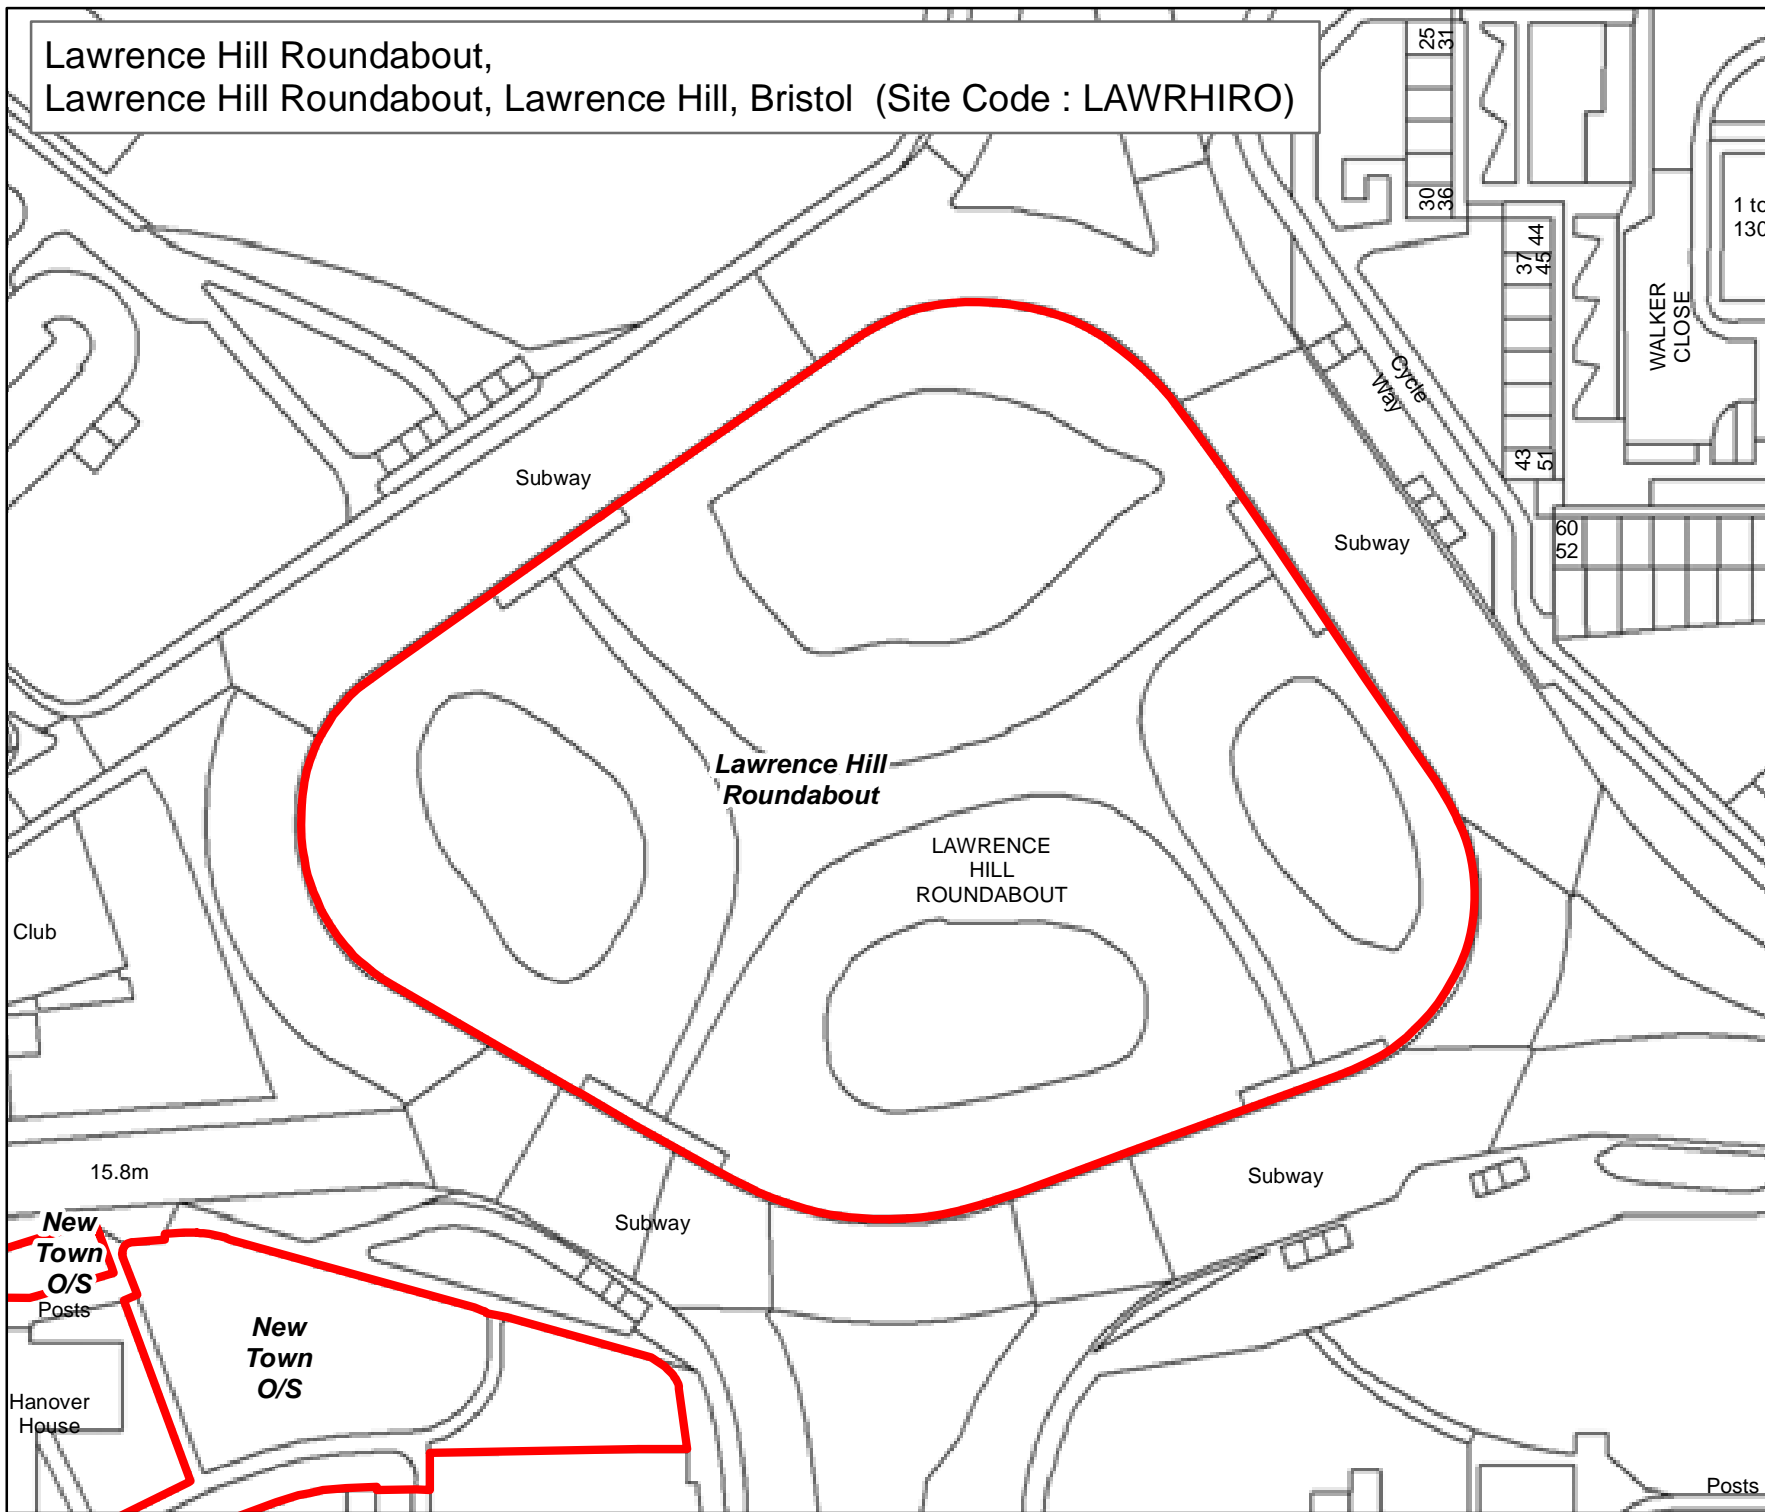 Lawrence Hill Roundabout,
Lawrence Hill Roundabout, Lawrence Hill, Bristol  (Site Code : LAWRHIRO)
25
31
30
36
1 to
130
44
37
45
WALKER
CLOSE
Cycle
Way
43
51
Subway
Subway
60
52
Lawrence Hill
Roundabout
LAWRENCE
HILL
ROUNDABOUT
Club
15.8m
Subway
Subway
New
Town
O/S
Posts
New
Town
O/S
Hanover
House
Posts